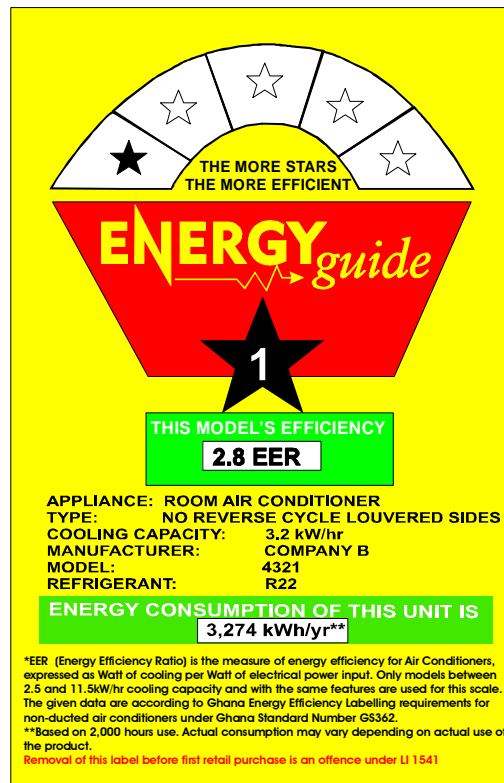 THE MORE STARS
THE MORE EFFICIENT
ENERGY guide
1
THIS MODEL'S EFFICIENCY
2.8 EER
APPLIANCE: ROOM AIR CONDITIONER
TYPE: NO REVERSE CYCLE LOUVERED SIDES
COOLING CAPACITY: 3.2 kW/hr
MANUFACTURER: COMPANY B
MODEL: 4321
REFRIGERANT: R22
ENERGY CONSUMPTION OF THIS UNIT IS
3,274 kWh/yr**
*EER (Energy Efficiency Ratio) is the measure of energy efficiency for Air Conditioners,
expressed as Watt of cooling per Watt of electrical power input. Only models between
2.5 and 11.5kW/hr cooling capacity and with the same features are used for this scale.
The given data are according to Ghana Energy Efficiency Labelling requirements for
non-ducted air conditioners under Ghana Standard Number GS362.
**Based on 2,000 hours use. Actual consumption may vary depending on actual use of
the product.
Removal of this label before first retail purchase is an offence under LI 1541